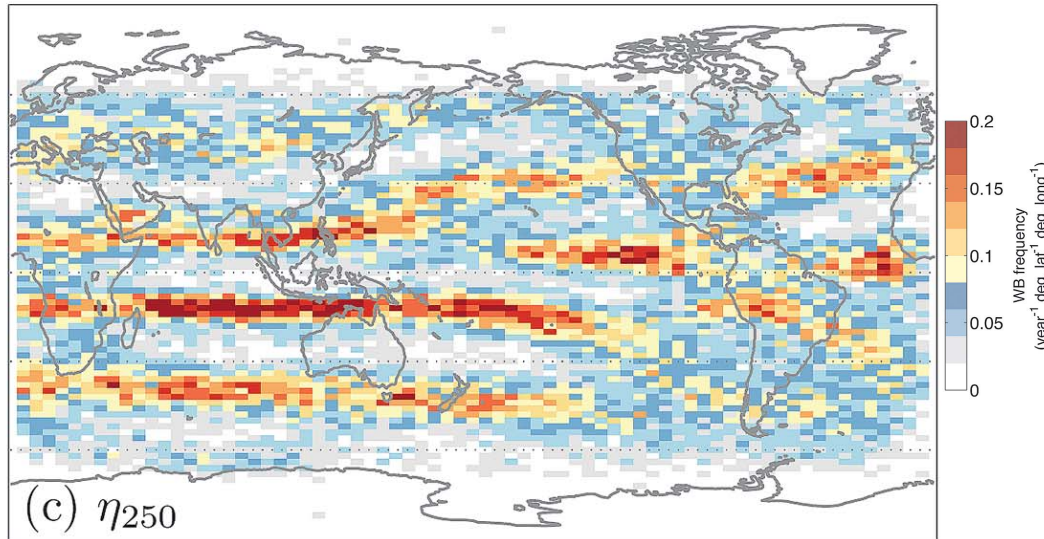 0.2
0.15
0.1
0.05
0
WB frequency
(year⁻¹ deg_lat⁻¹ deg_long⁻¹)
(c) η₂₅₀